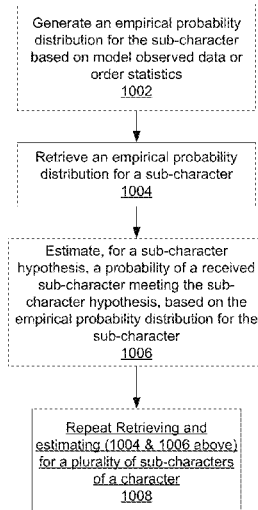 Generate an empirical probability
distribution for the sub-character
based on model observed data or
order statistics
1002
Retrieve an empirical probability
distribution for a sub-character
1004
Estimate, for a sub-character
hypothesis, a probability of a received
sub-character meeting the sub-
character hypothesis, based on the
empirical probability distribution for the
sub-character
1006
Repeat Retrieving and
estimating (1004 & 1006 above)
for a plurality of sub-characters
of a character
1008